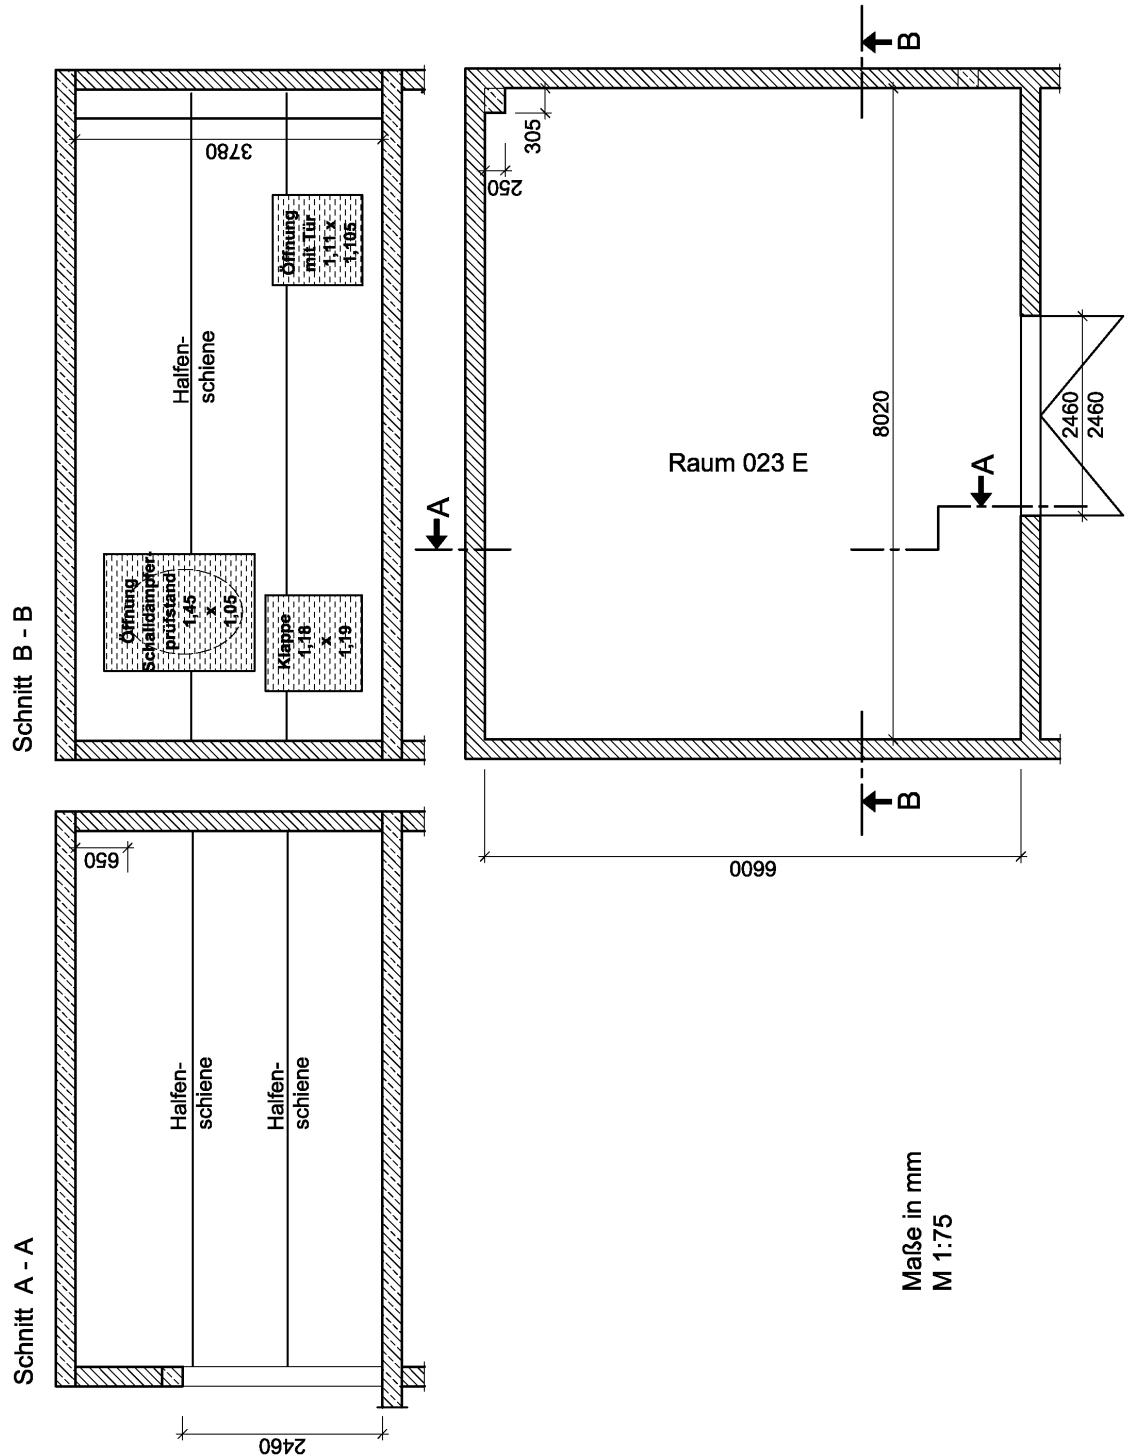 Schnitt A - A
650
Halfen-
schiene
Halfen-
schiene
2460
Schnitt B - B
3780
Öffnung
Schalldämpfer-
prüfstand
1,45
x
1,05
Klappe
1,18
x
1,19
Halfen-
schiene
Öffnung
mit Tür
1,11 x
1,105
A
B
305
250
8020
Raum 023 E
A
2460
2460
B
6600
Maße in mm
M 1:75